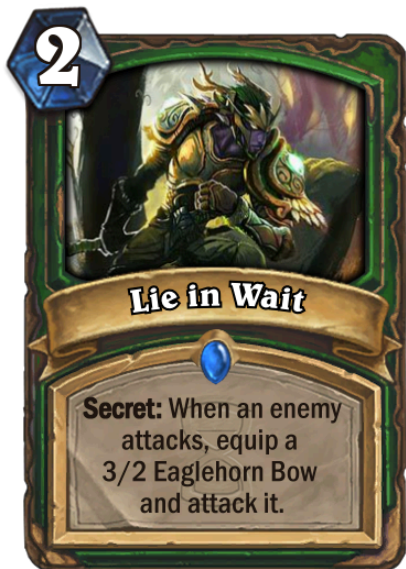 2
Lie in Wait
Secret: When an enemy
attacks, equip a
3/2 Eaglehorn Bow
and attack it.